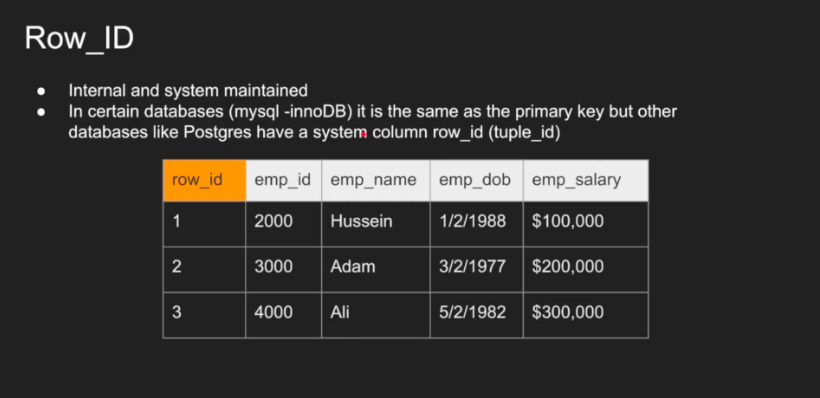 Row_ID
● Internal and system maintained
● In certain databases (mysql -innoDB) it is the same as the primary key but other
databases like Postgres have a system column row_id (tuple_id)
row_id emp_id emp_name emp_dob emp_salary
1 2000 Hussein 1/2/1988 $100,000
2 3000 Adam 3/2/1977 $200,000
3 4000 Ali 5/2/1982 $300,000